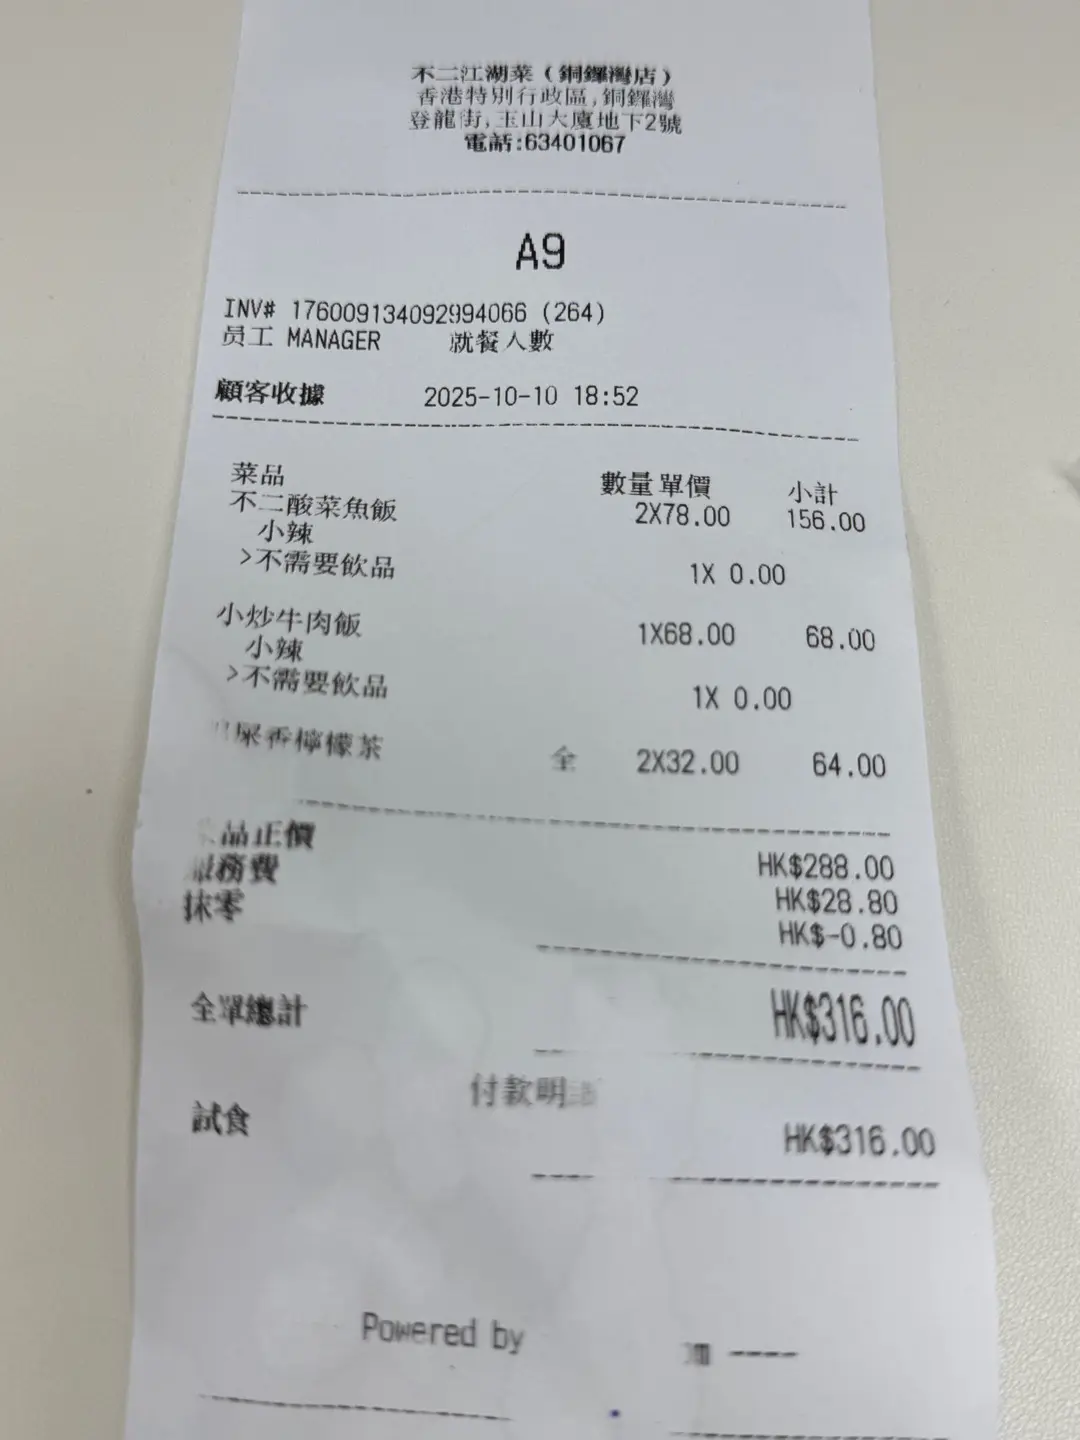 不二江湖菜（銅鑼灣店）
香港特別行政區,銅鑼灣
登龍街,玉山大廈地下2號
電話:63401067
A9
INV# 176009134092994066 (264)
员工 MANAGER 就餐人數
顧客收據 2025-10-10 18:52
菜品 數量單價 小計
不二酸菜魚飯 2X78.00 156.00
小辣
>不需要飲品 1X 0.00
小炒牛肉飯 1X68.00 68.00
小辣
>不需要飲品 1X 0.00
屎香檸檬茶 全 2X32.00 64.00
品正價 HK$288.00
服務費 HK$28.80
抹零 HK$-0.80
全單總計 HK$316.00
付款明
試食 HK$316.00
Powered by